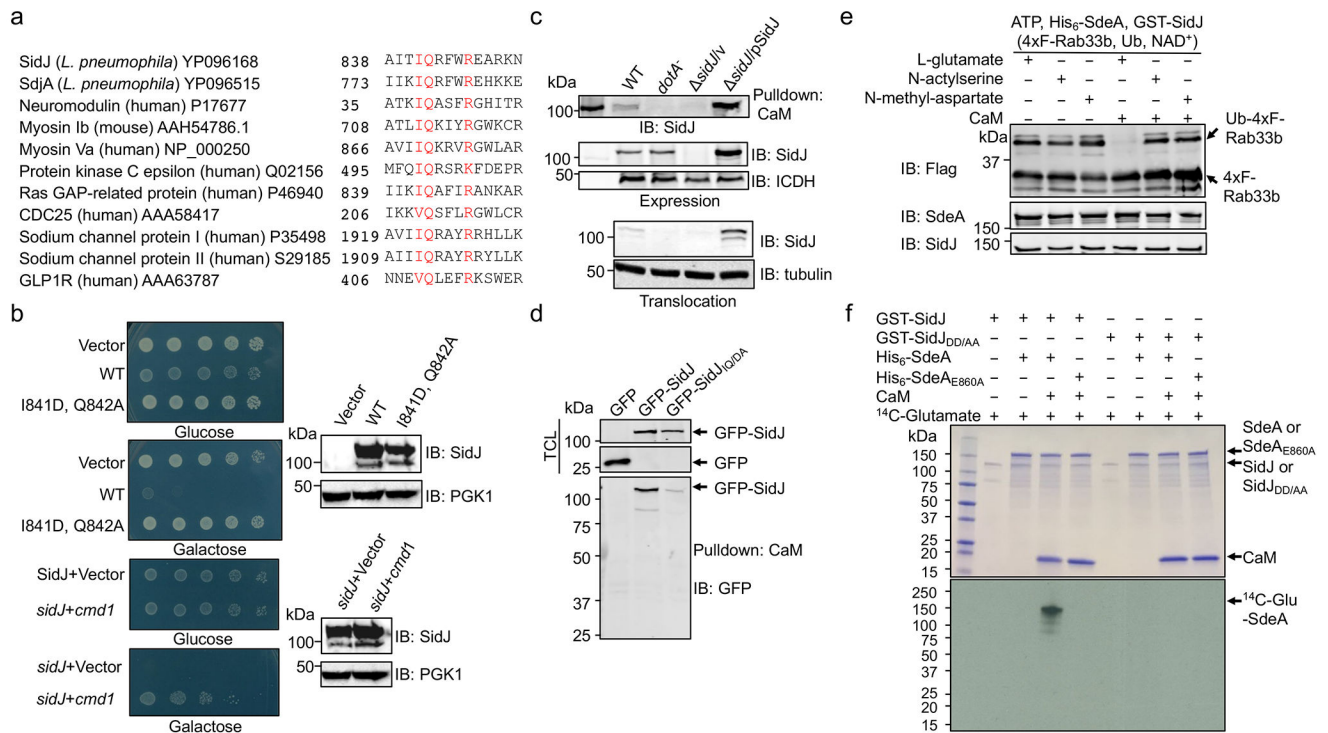 a
SidJ (L. pneumophila) YP096168 838 AITIQRFWREARKN
SdjA (L. pneumophila) YP096515 773 IIKIQRFEREHKKE
Neuromodulin (human) P17677 35 ATKIQASFRGHITR
Myosin Ib (mouse) AAH54786.1 708 ATLIQKIYRGWKCR
Myosin Va (human) NP_000250 866 AVIIQKRVRGWLAR
Protein kinase C epsilon (human) Q02156 495 MFQIQRSRKFDEPR
Ras GAP-related protein (human) P46940 839 IIKIQAFIRANKAR
CDC25 (human) AAA58417 206 IKKVQSFLRGWLCR
Sodium channel protein I (human) P35498 1919 AVIIQRAYRRHLLK
Sodium channel protein II (human) S29185 1909 AIIIQRAYRRYLLK
GLP1R (human) AAA63787 406 NNEVQLEFRKSWER
b
Vector
WT
I841D, Q842A
Glucose
Vector
WT
I841D, Q842A
Galactose
SidJ+Vector
sidJ+cmd1
Glucose
sidJ+Vector
sidJ+cmd1
Galactose
Vector WT I841D, Q842A
kDa
100
IB: SidJ
50
IB: PGK1
sidJ+Vector sidJ+cmd1
kDa
100
IB: SidJ
50
IB: PGK1
c
WT dotA- ΔsidJ/v ΔsidJ/pSidJ
kDa
100
Pulldown: CaM
IB: SidJ
100
IB: SidJ
50
IB: ICDH
Expression
100
IB: SidJ
50
IB: tubulin
Translocation
d
GFP GFP-SidJ GFP-SidJIQ/DA
kDa
TCL
100
GFP-SidJ
25
GFP
GFP-SidJ
100
75
50
37
25
Pulldown: CaM
IB: GFP
e
ATP, His6-SdeA, GST-SidJ
(4xF-Rab33b, Ub, NAD+)
L-glutamate + − − + − −
N-actylserine − + − − + −
N-methyl-aspartate − − + − − +
CaM − − − + + +
kDa
37
IB: Flag
Ub-4xF-Rab33b
4xF-Rab33b
IB: SdeA
150
IB: SidJ
150
f
GST-SidJ + + + + − − − −
GST-SidJDD/AA − − − − + + + +
His6-SdeA − + + − − + + −
His6-SdeAE860A − − − + − − − +
CaM − − + + − − + +
14C-Glutamate + + + + + + + +
kDa
150
100
75
50
37
25
20
15
SdeA or SdeAE860A
SidJ or SidJDD/AA
CaM
250
150
100
75
50
37
25
20
15
14C-Glu
-SdeA